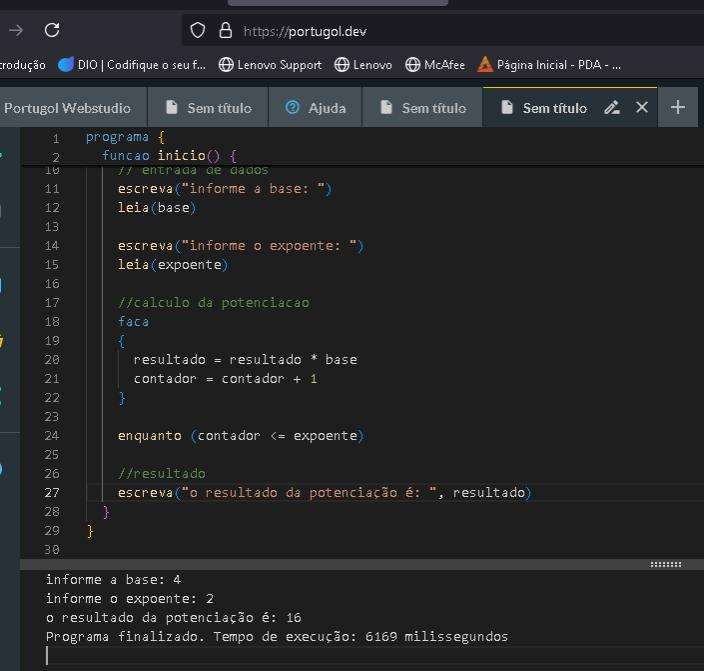 https://portugol.dev
trodução DIO | Codifique o seu f... Lenovo Support Lenovo McAfee Página Inicial - PDA - ...
Portugol Webstudio Sem título Ajuda Sem título Sem título
1 programa {
2 funcao inicio() {
10 // entrada de dados
11 escreva("informe a base: ")
12 leia(base)
13
14 escreva("informe o expoente: ")
15 leia(expoente)
16
17 //calculo da potenciacao
18 faca
19 {
20 resultado = resultado * base
21 contador = contador + 1
22 }
23
24 enquanto (contador <= expoente)
25
26 //resultado
27 escreva("o resultado da potenciação é: ", resultado)
28 }
29 }
30
informe a base: 4
informe o expoente: 2
o resultado da potenciação é: 16
Programa finalizado. Tempo de execução: 6169 milissegundos